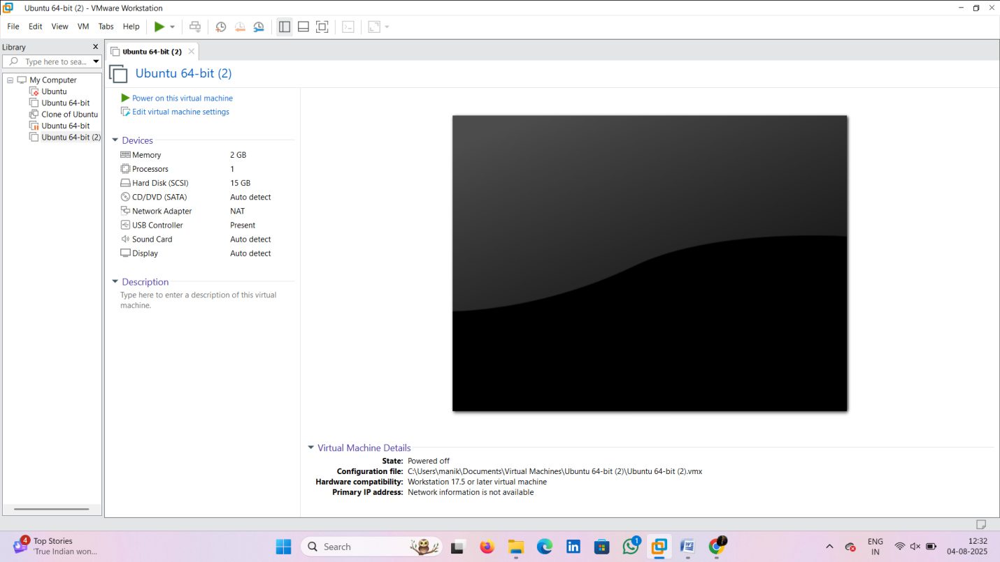 Ubuntu 64-bit (2) - VMware Workstation
File Edit View VM Tabs Help
Library
Type here to sea...
My Computer
Ubuntu
Ubuntu 64-bit
Clone of Ubuntu
Ubuntu 64-bit
Ubuntu 64-bit (2)
Ubuntu 64-bit (2)
Ubuntu 64-bit (2)
Power on this virtual machine
Edit virtual machine settings
Devices
Memory 2 GB
Processors 1
Hard Disk (SCSI) 15 GB
CD/DVD (SATA) Auto detect
Network Adapter NAT
USB Controller Present
Sound Card Auto detect
Display Auto detect
Description
Type here to enter a description of this virtual
machine.
Virtual Machine Details
State: Powered off
Configuration file: C:\Users\manik\Documents\Virtual Machines\Ubuntu 64-bit (2)\Ubuntu 64-bit (2).vmx
Hardware compatibility: Workstation 17.5 or later virtual machine
Primary IP address: Network information is not available
4
Top Stories
'True Indian won...
Search
1
ENG
IN
12:32
04-08-2025